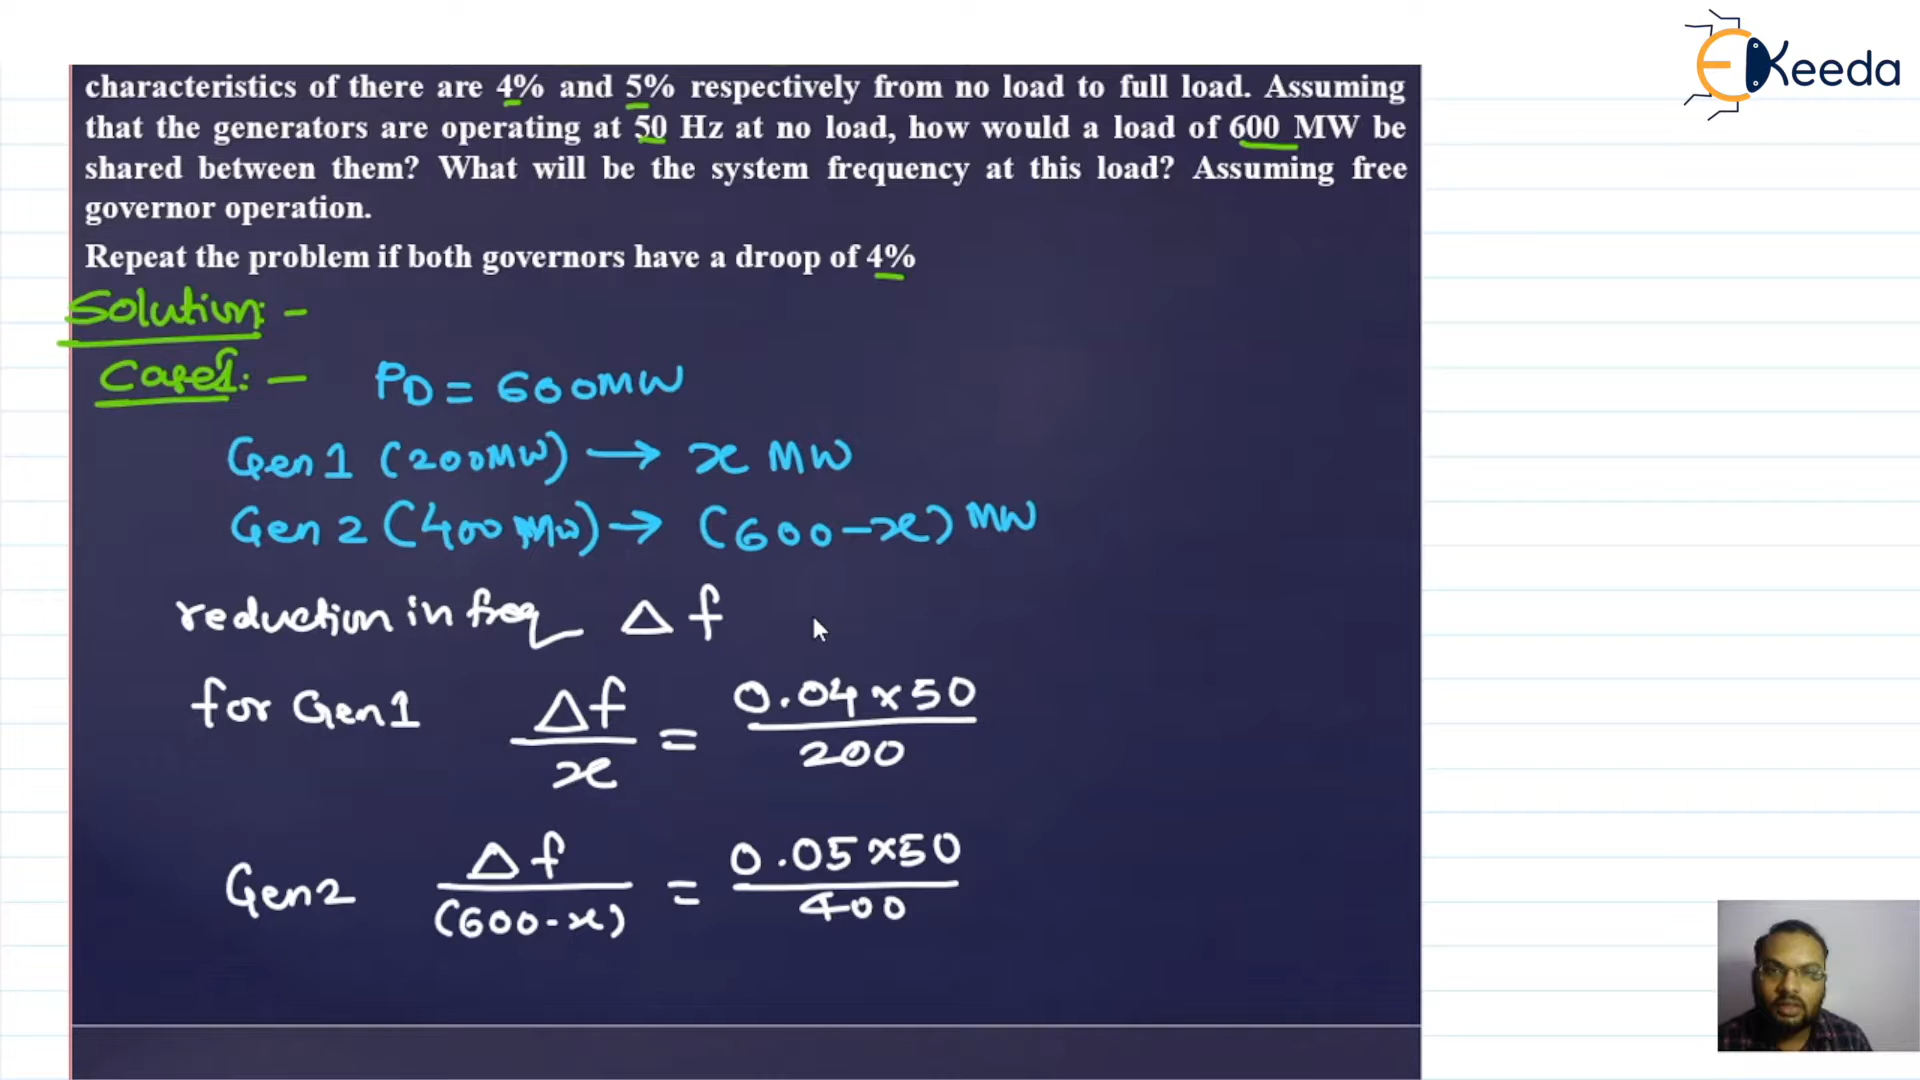 Ekeeda
characteristics of there are 4% and 5% respectively from no load to full load. Assuming
that the generators are operating at 50 Hz at no load, how would a load of 600 MW be
shared between them? What will be the system frequency at this load? Assuming free
governor operation.
Repeat the problem if both governors have a droop of 4%
Solution: -
Case1: -
PD = 600MW
Gen 1 (200MW) → x MW
Gen 2 (400 MW) → (600-x) MW
reduction in freq Δf
for Gen1 Δf/x = 0.04×50/200
Gen2 Δf/(600-x) = 0.05×50/400